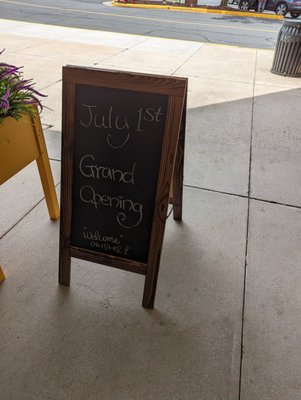 July 1st
Grand
Opening
"welcome"